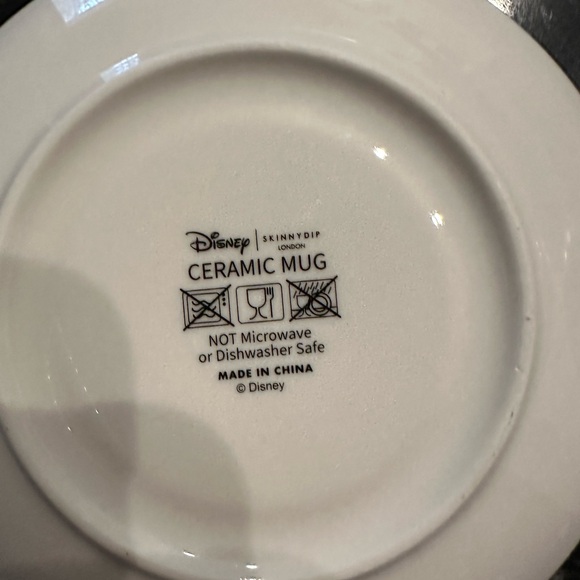 Disney | SKINNYDIP LONDON
CERAMIC MUG
NOT Microwave
or Dishwasher Safe
MADE IN CHINA
© Disney